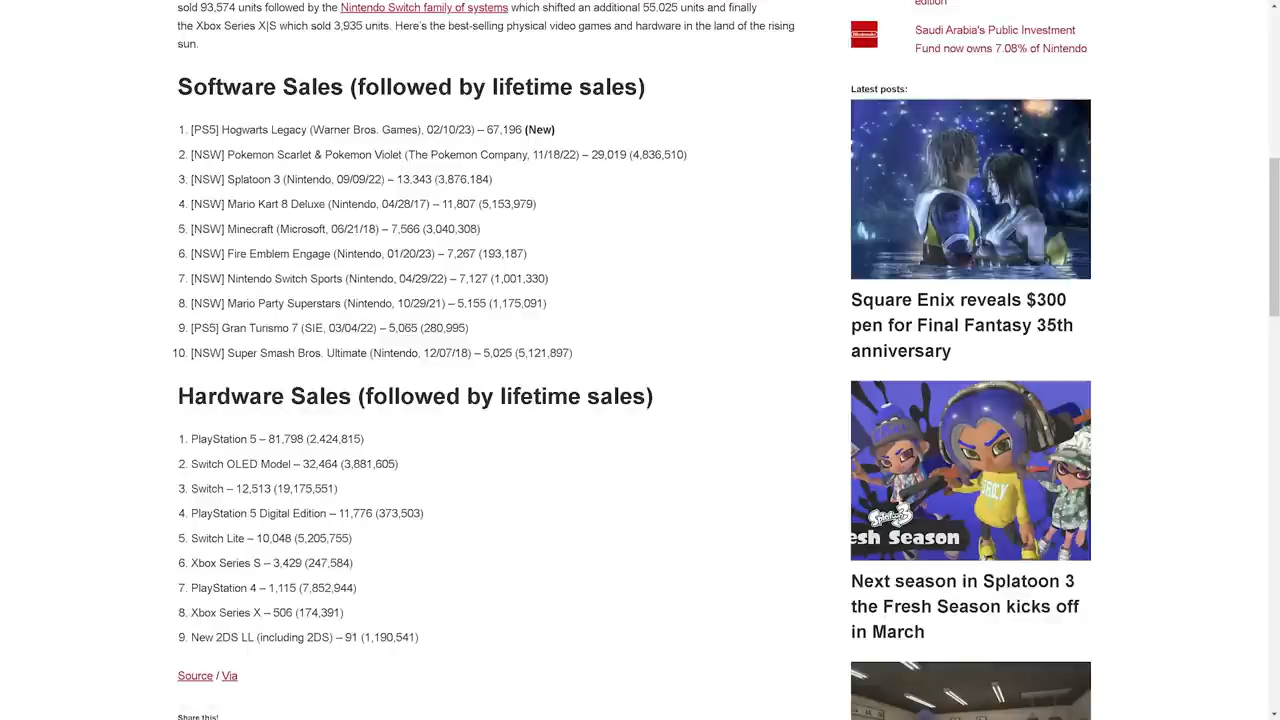 sold 93,574 units followed by the Nintendo Switch family of systems which shifted an additional 55.025 units and finally
the Xbox Series X|S which sold 3,935 units. Here's the best-selling physical video games and hardware in the land of the rising
sun.
Software Sales (followed by lifetime sales)
1. [PS5] Hogwarts Legacy (Warner Bros. Games), 02/10/23) – 67,196 (New)
2. [NSW] Pokemon Scarlet & Pokemon Violet (The Pokemon Company, 11/18/22) – 29,019 (4,836,510)
3. [NSW] Splatoon 3 (Nintendo, 09/09/22) – 13,343 (3,876,184)
4. [NSW] Mario Kart 8 Deluxe (Nintendo, 04/28/17) – 11,807 (5,153,979)
5. [NSW] Minecraft (Microsoft, 06/21/18) – 7,566 (3,040,308)
6. [NSW] Fire Emblem Engage (Nintendo, 01/20/23) – 7,267 (193,187)
7. [NSW] Nintendo Switch Sports (Nintendo, 04/29/22) – 7,127 (1,001,330)
8. [NSW] Mario Party Superstars (Nintendo, 10/29/21) – 5,155 (1,175,091)
9. [PS5] Gran Turismo 7 (SIE, 03/04/22) – 5,065 (280,995)
10. [NSW] Super Smash Bros. Ultimate (Nintendo, 12/07/18) – 5,025 (5,121,897)
Hardware Sales (followed by lifetime sales)
1. PlayStation 5 – 81,798 (2.424,815)
2. Switch OLED Model – 32,464 (3,881,605)
3. Switch – 12,513 (19,175,551)
4. PlayStation 5 Digital Edition – 11,776 (373,503)
5. Switch Lite – 10,048 (5,205,755)
6. Xbox Series S – 3,429 (247,584)
7. PlayStation 4 – 1,115 (7,852,944)
8. Xbox Series X – 506 (174,391)
9. New 2DS LL (including 2DS) – 91 (1,190,541)
Source / Via
Share this!
edition
Nintendo
Saudi Arabia's Public Investment
Fund now owns 7.08% of Nintendo
Latest posts:
Square Enix reveals $300
pen for Final Fantasy 35th
anniversary
Splatoon 3
esh Season
Next season in Splatoon 3
the Fresh Season kicks off
in March